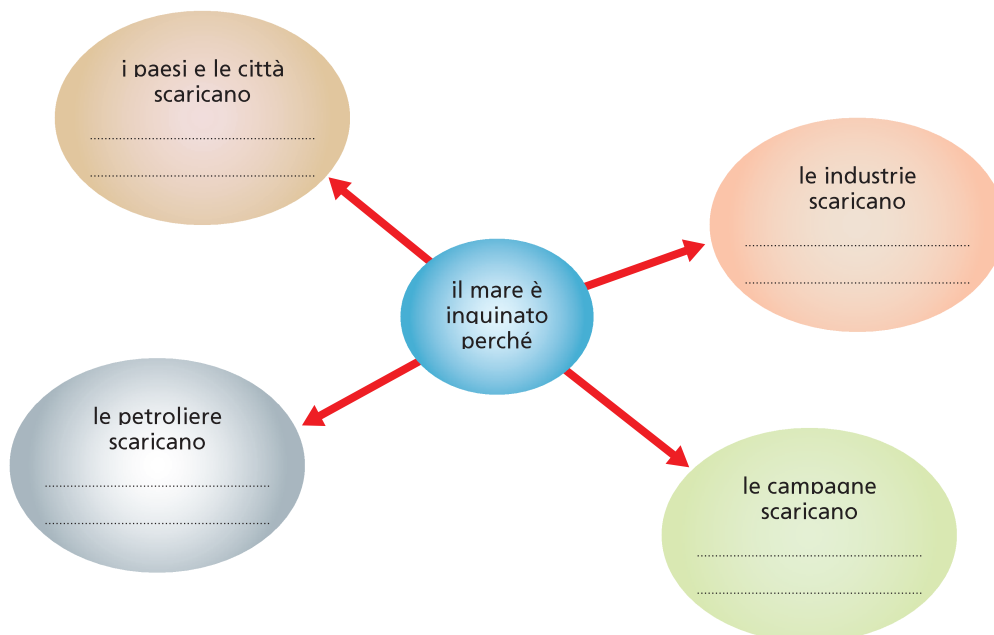 i paesi e le città
scaricano
le industrie
scaricano
il mare è
inquinato
perché
le petroliere
scaricano
le campagne
scaricano